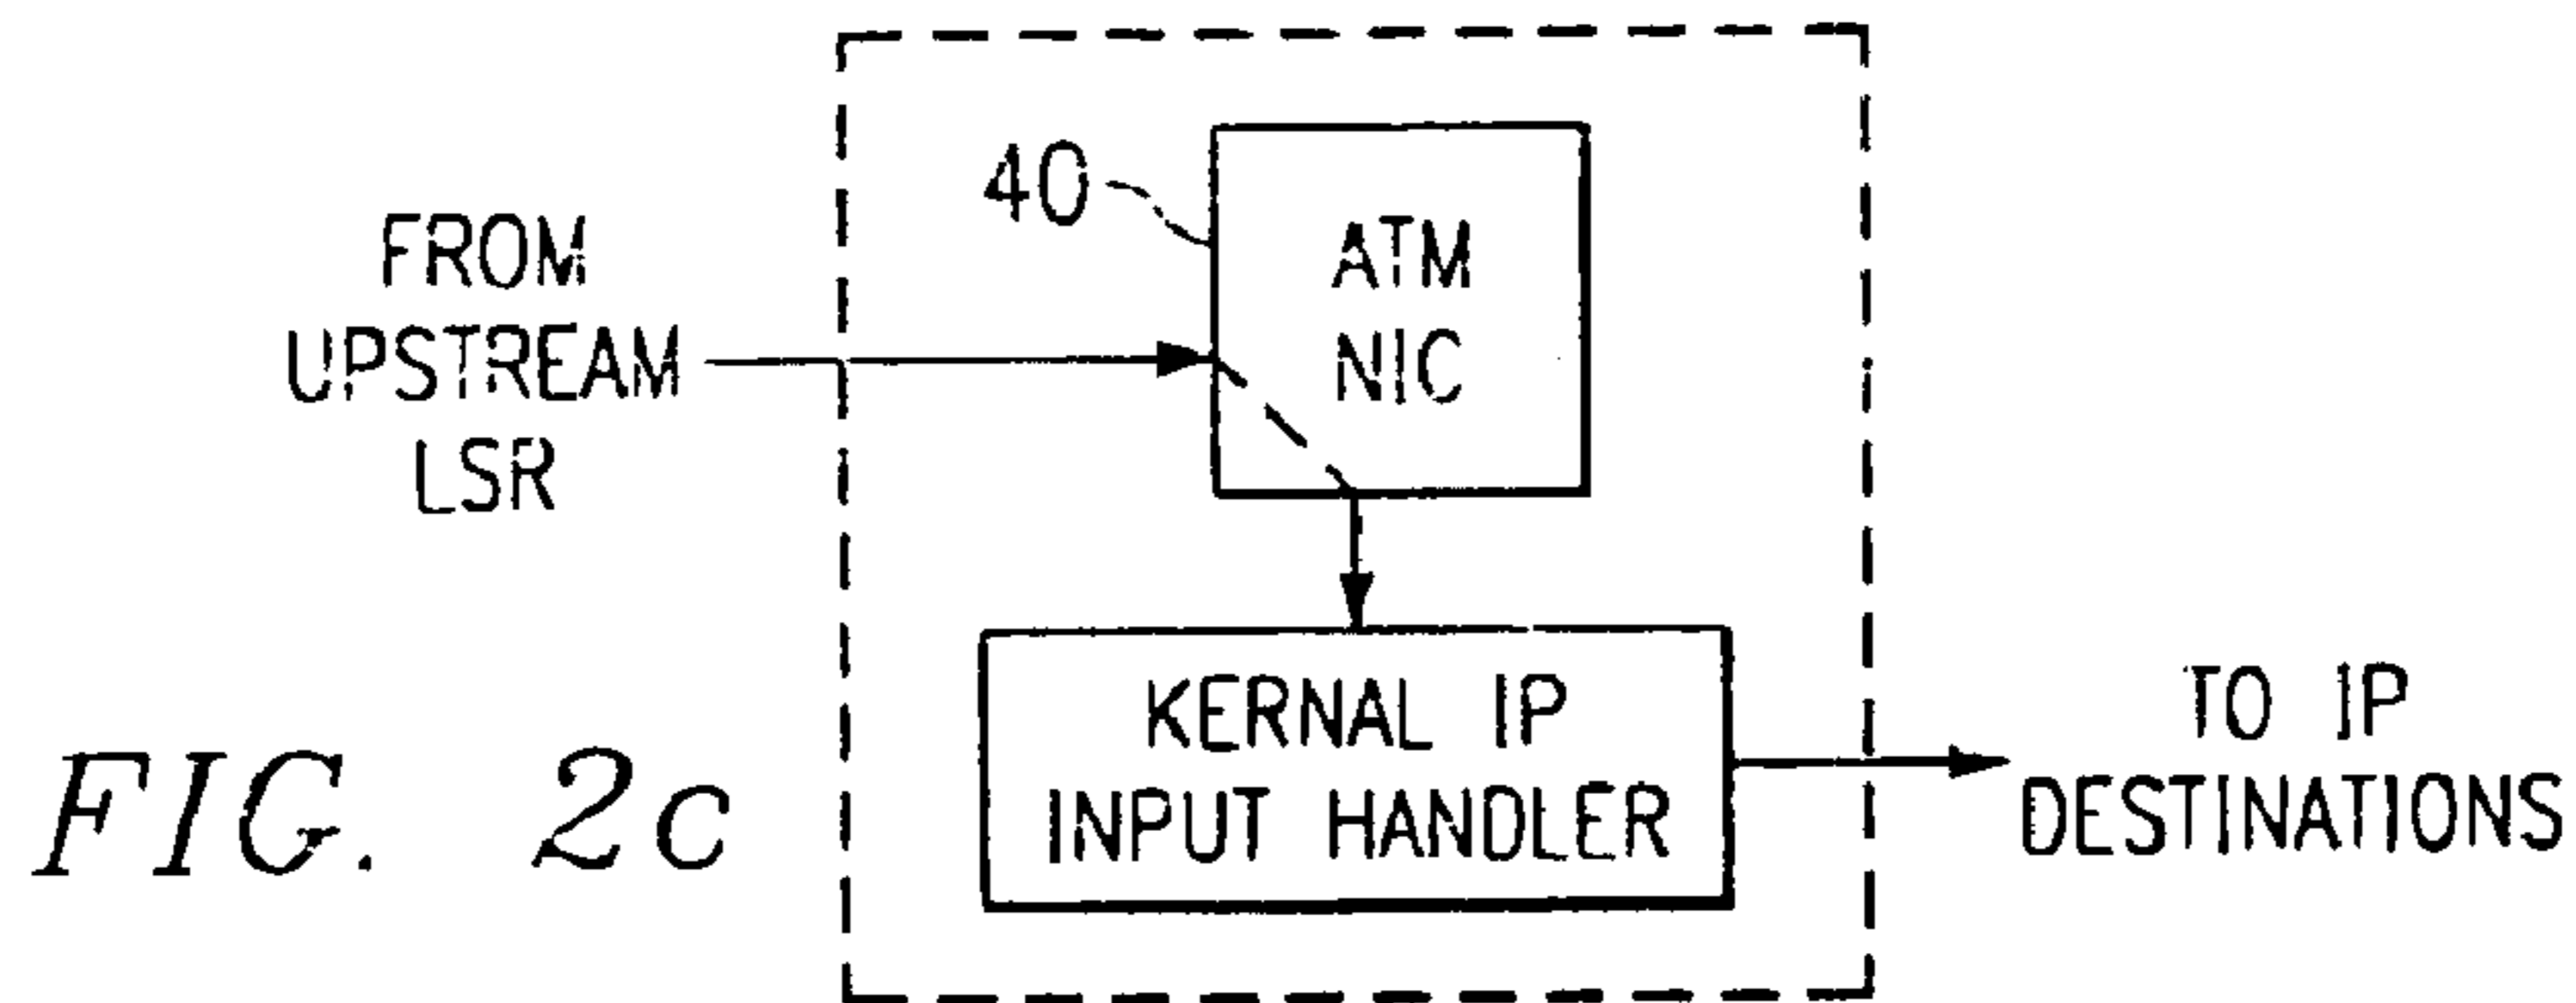 40
ATM
NIC
FROM
UPSTREAM
LSR
KERNAL IP
INPUT HANDLER
TO IP
DESTINATIONS
FIG. 2c